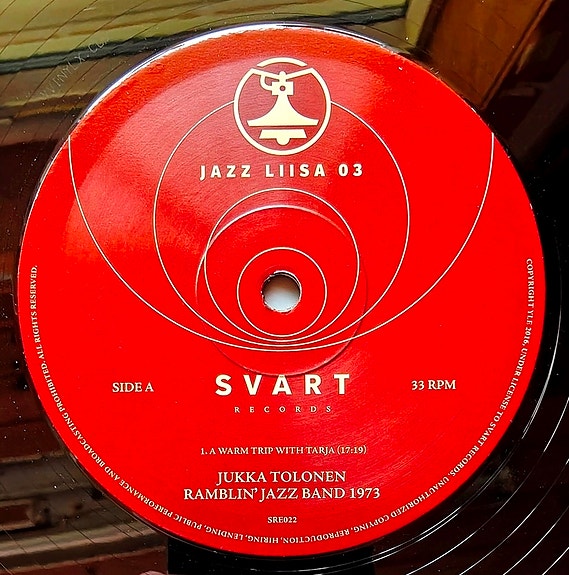 JAZZ LIISA 03
SIDE A
SVART
RECORDS
33 RPM
1. A WARM TRIP WITH TARJA (17:19)
JUKKA TOLONEN
RAMBLIN' JAZZ BAND 1973
SRE022
COPYRIGHT YLE 2016, UNDER LICENSE TO SVART RECORDS. UNAUTHORIZED COPYING, REPRODUCTION, HIRING, LENDING, PUBLIC PERFORMANCE AND BROADCASTING PROHIBITED. ALL RIGHTS RESERVED.